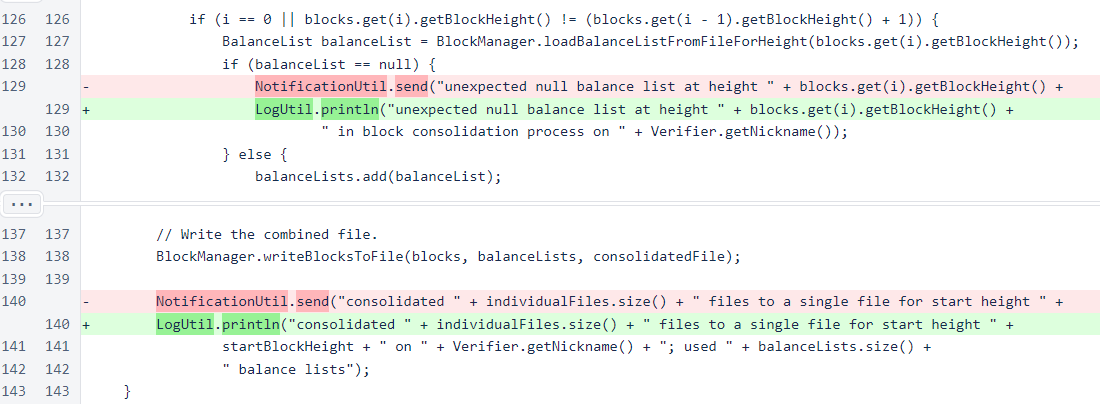 126 126 if (i == 0 || blocks.get(i).getBlockHeight() != (blocks.get(i - 1).getBlockHeight() + 1)) {
127 127 BalanceList balanceList = BlockManager.loadBalanceListFromFileForHeight(blocks.get(i).getBlockHeight());
128 128 if (balanceList == null) {
129 - NotificationUtil.send("unexpected null balance list at height " + blocks.get(i).getBlockHeight() +
129 + LogUtil.println("unexpected null balance list at height " + blocks.get(i).getBlockHeight() +
130 130 " in block consolidation process on " + Verifier.getNickname());
131 131 } else {
132 132 balanceLists.add(balanceList);
...
137 137 // Write the combined file.
138 138 BlockManager.writeBlocksToFile(blocks, balanceLists, consolidatedFile);
139 139
140 - NotificationUtil.send("consolidated " + individualFiles.size() + " files to a single file for start height " +
140 + LogUtil.println("consolidated " + individualFiles.size() + " files to a single file for start height " +
141 141 startBlockHeight + " on " + Verifier.getNickname() + "; used " + balanceLists.size() +
142 142 " balance lists");
143 143 }